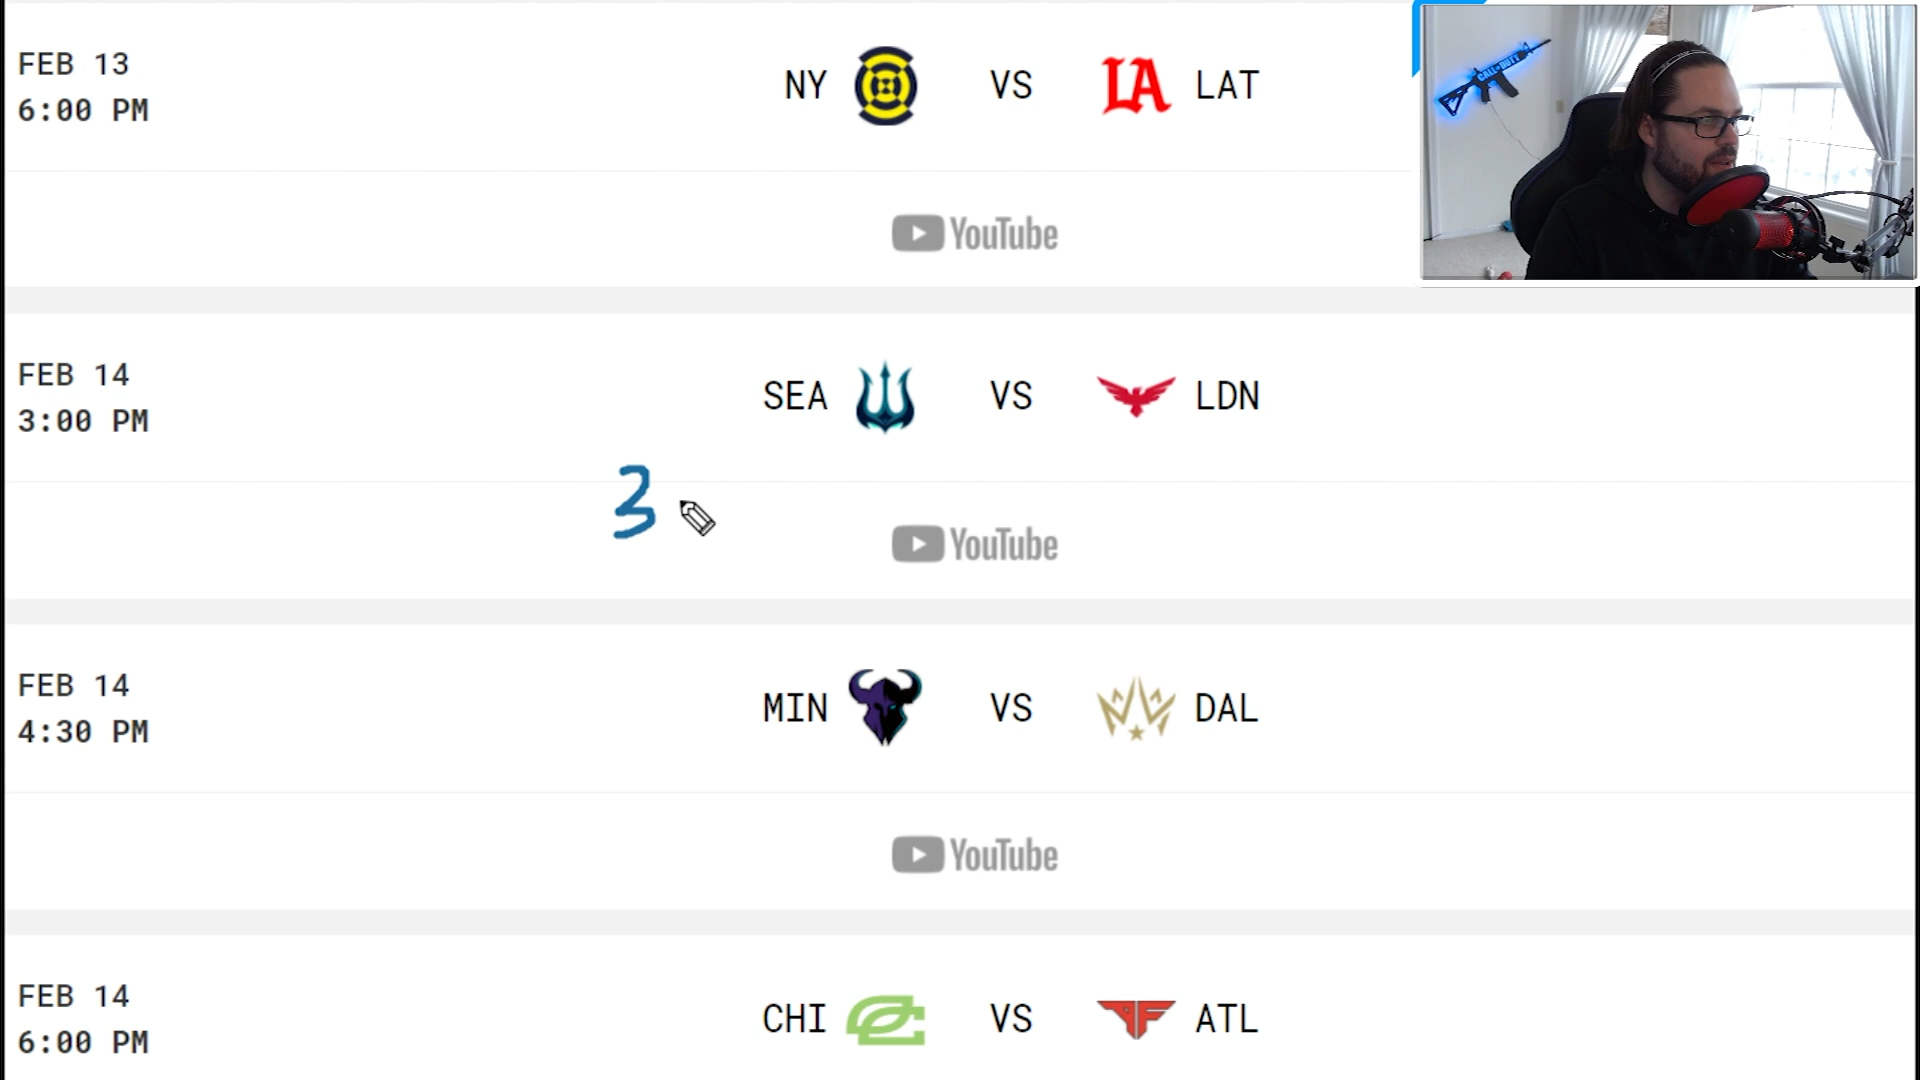 FEB 13
6:00 PM
NY VS LA LAT
CALL OF DUTY
YouTube
FEB 14
3:00 PM
SEA VS LDN
3
YouTube
FEB 14
4:30 PM
MIN VS DAL
YouTube
FEB 14
6:00 PM
CHI VS ATL